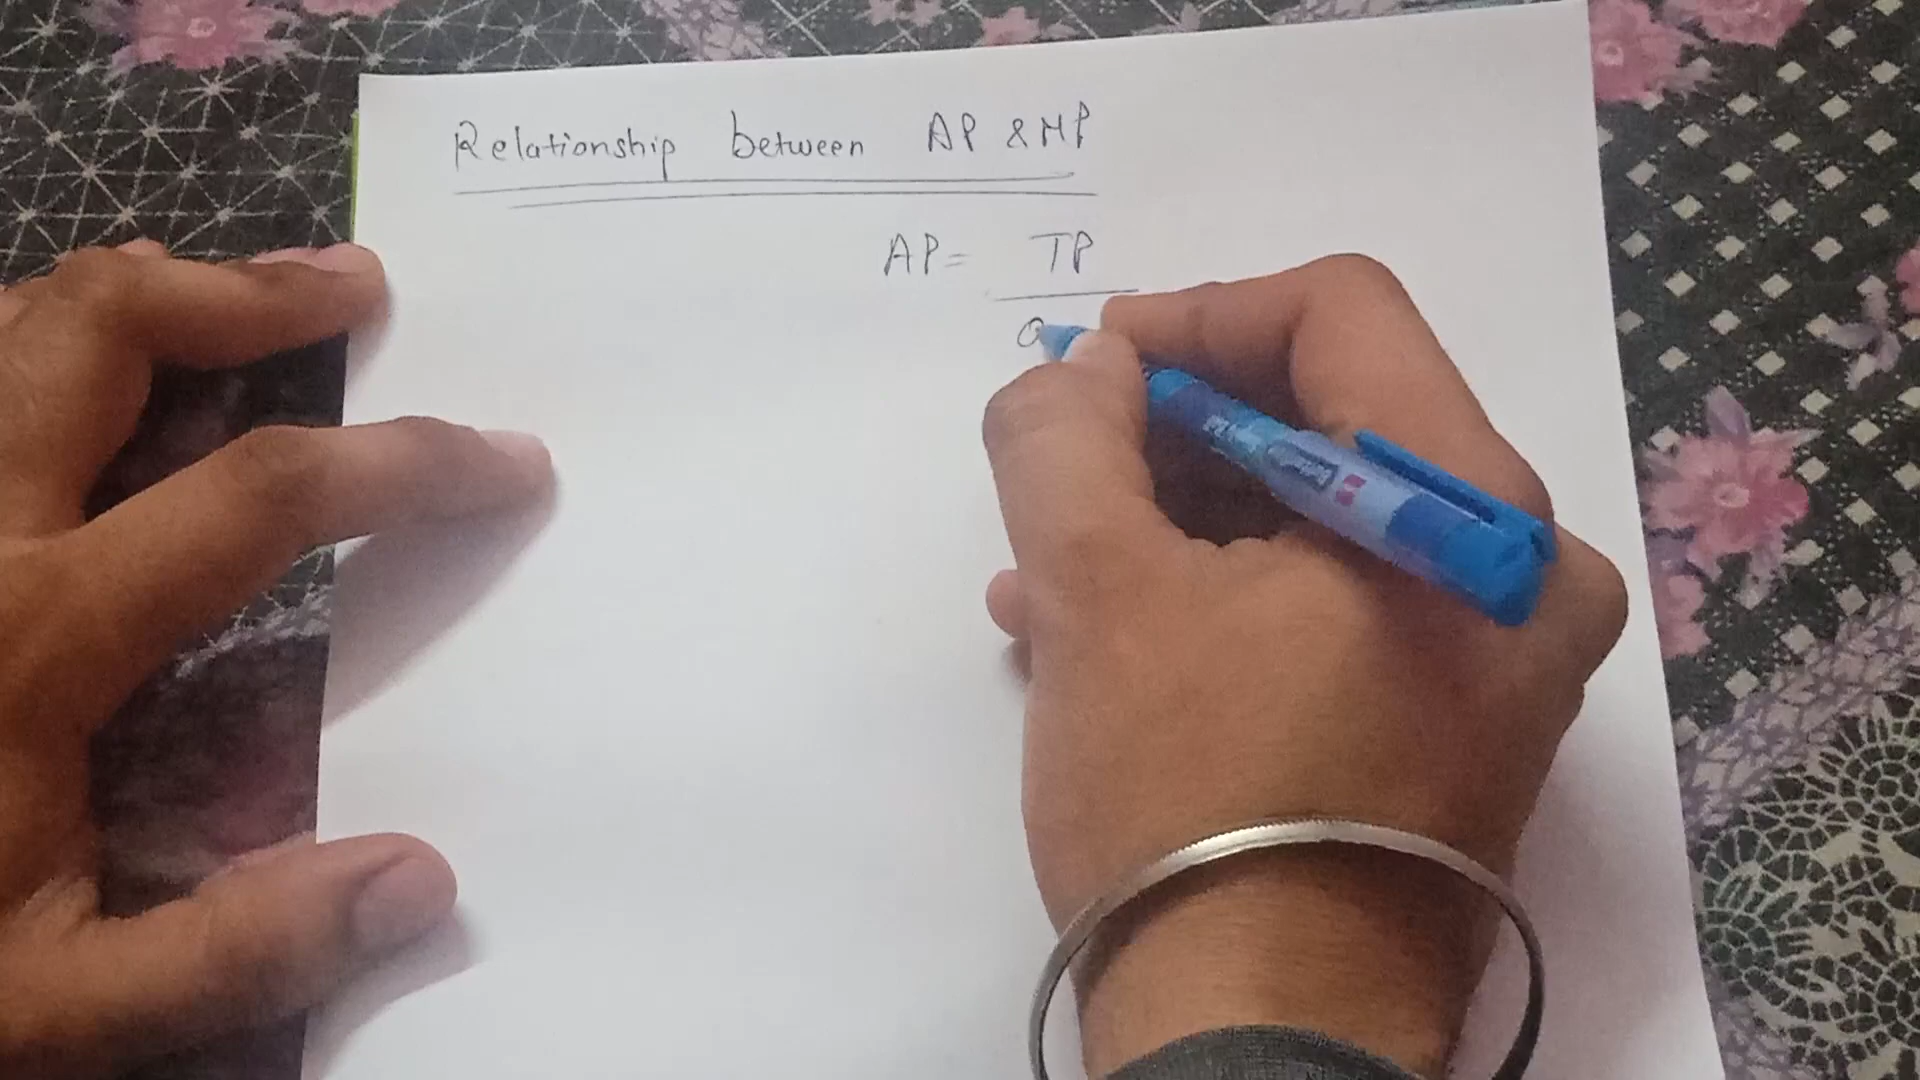 Relationship between AP & MP
AP = TP